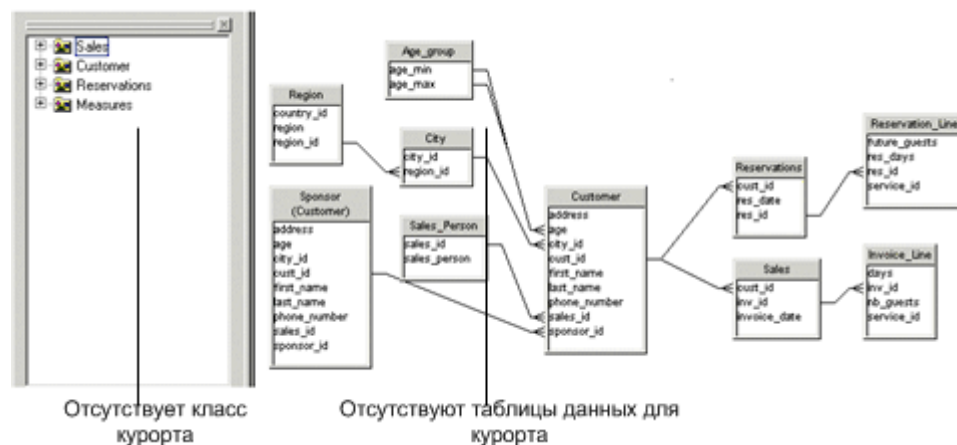 Sales
Customer
Reservations
Measures
Age_group
age_min
age_max
Region
country_id
region
region_id
City
city_id
region_id
Sponsor
(Customer)
address
age
city_id
cust_id
first_name
last_name
phone_number
sales_id
sponsor_id
Sales_Person
sales_id
sales_person
Customer
address
age
city_id
cust_id
first_name
last_name
phone_number
sales_id
sponsor_id
Reservations
cust_id
res_date
res_id
Reservation_Line
future_guests
res_days
res_id
service_id
Sales
cust_id
inv_id
invoice_date
Invoice_Line
days
inv_id
nb_guests
service_id
Отсутствует класс
курорта
Отсутствуют таблицы данных для
курорта